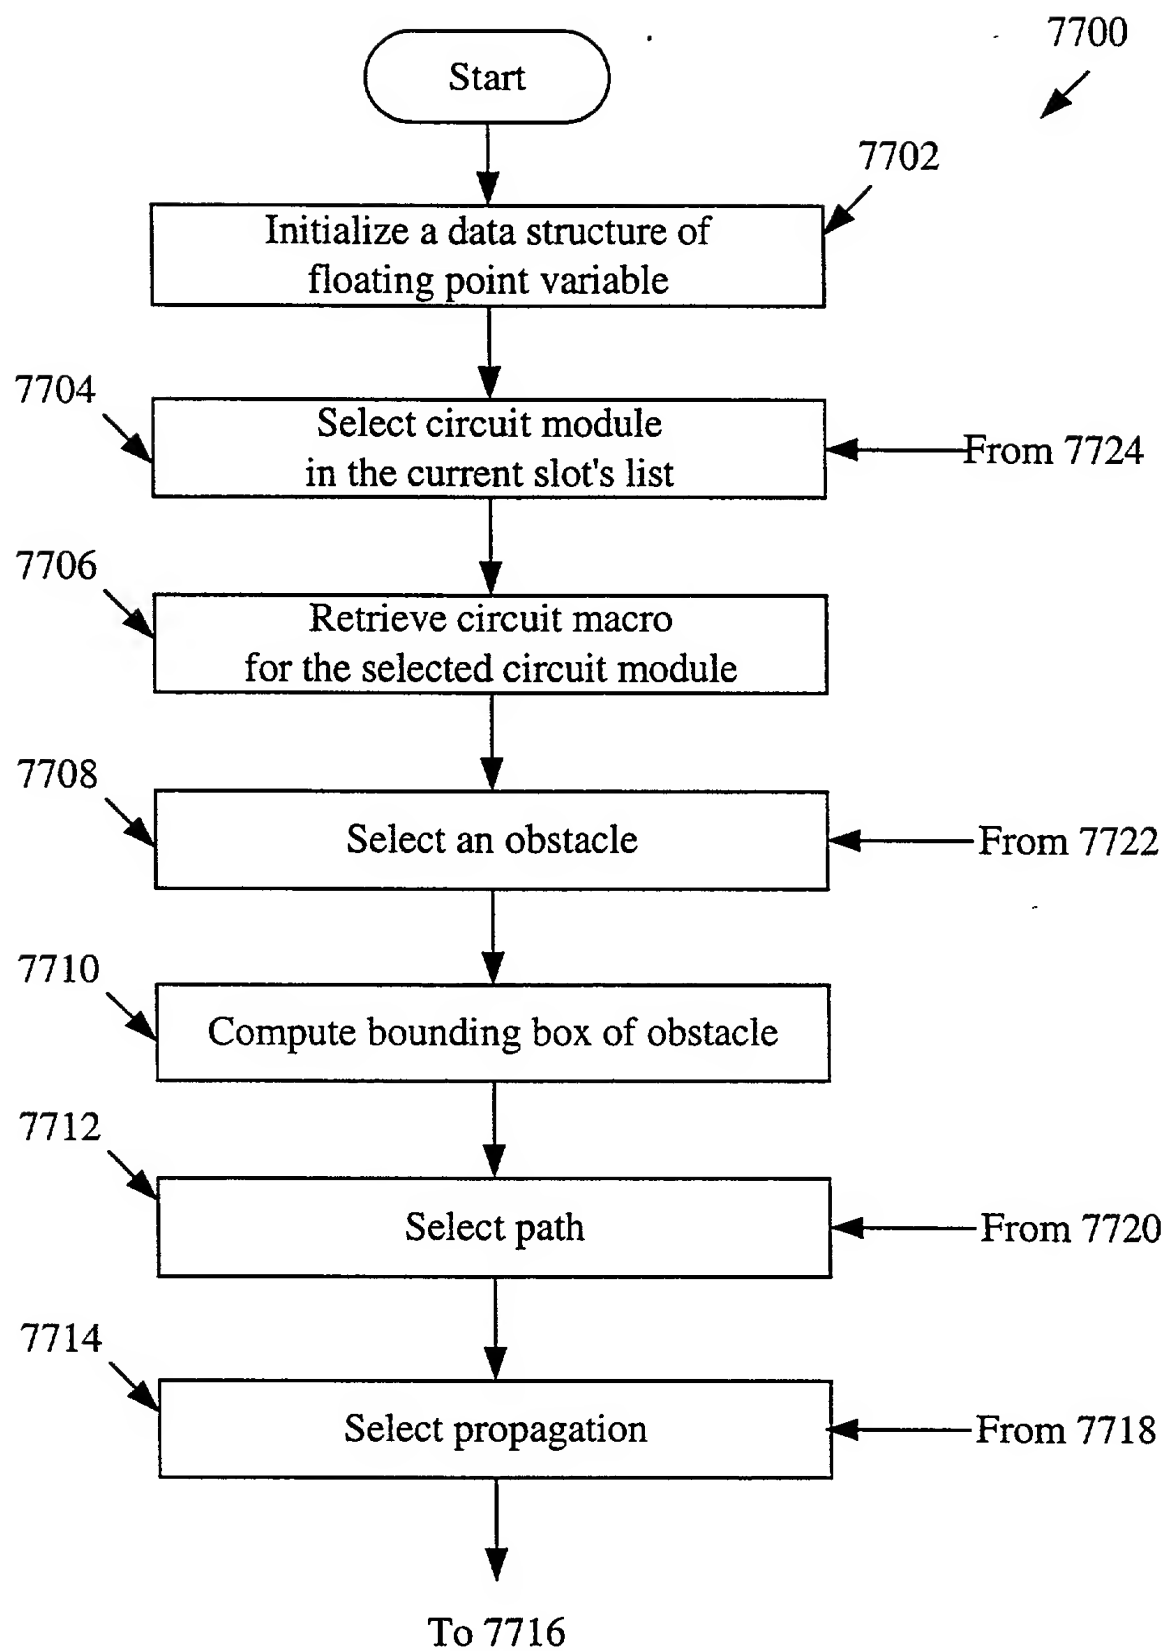 7700
Start
7702
Initialize a data structure of
floating point variable
7704
Select circuit module
in the current slot's list
From 7724
7706
Retrieve circuit macro
for the selected circuit module
7708
Select an obstacle
From 7722
7710
Compute bounding box of obstacle
7712
Select path
From 7720
7714
Select propagation
From 7718
To 7716